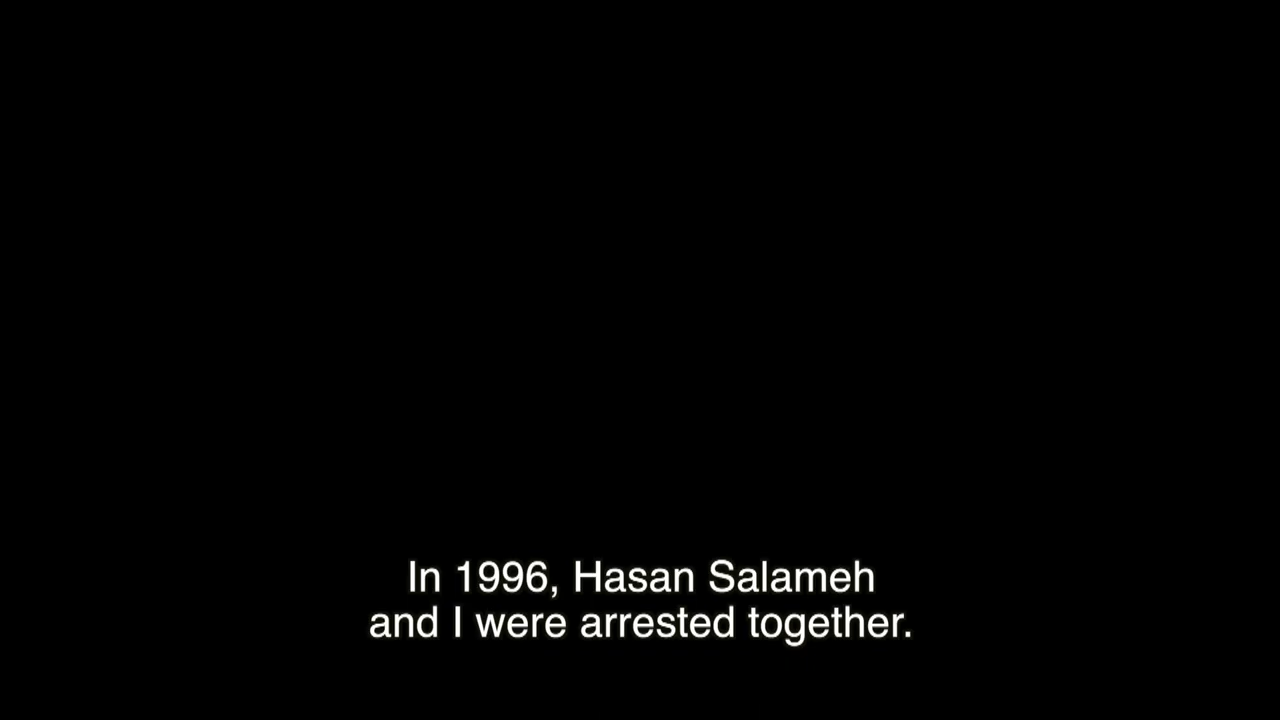 In 1996, Hasan Salameh
and I were arrested together.